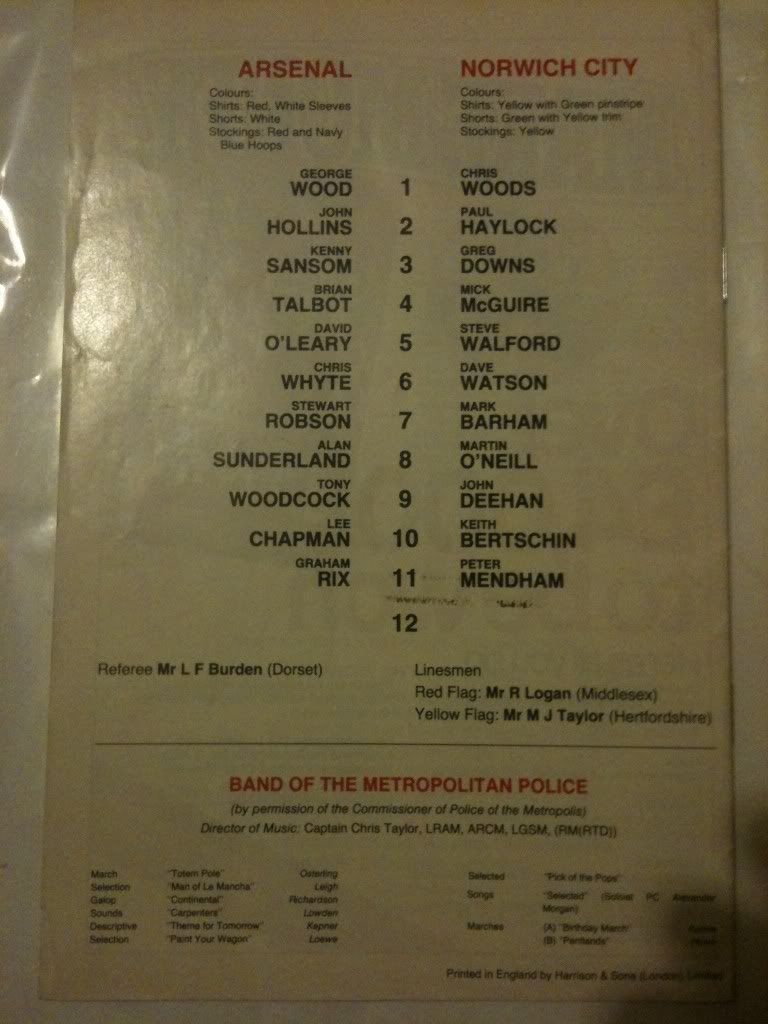 ARSENAL
Colours:
Shirts: Red, White Sleeves
Shorts: White
Stockings: Red and Navy
Blue Hoops
NORWICH CITY
Colours:
Shirts: Yellow with Green pinstripe
Shorts: Green with Yellow trim
Stockings: Yellow
GEORGE CHRIS
WOOD 1 WOODS
JOHN PAUL
HOLLINS 2 HAYLOCK
KENNY GREG
SANSOM 3 DOWNS
BRIAN MICK
TALBOT 4 McGUIRE
DAVID STEVE
O'LEARY 5 WALFORD
CHRIS DAVE
WHYTE 6 WATSON
STEWART MARK
ROBSON 7 BARHAM
ALAN MARTIN
SUNDERLAND 8 O'NEILL
TONY JOHN
WOODCOCK 9 DEEHAN
LEE KEITH
CHAPMAN 10 BERTSCHIN
GRAHAM PETER
RIX 11 MENDHAM
12
Referee Mr L F Burden (Dorset)
Linesmen
Red Flag: Mr R Logan (Middlesex)
Yellow Flag: Mr M J Taylor (Hertfordshire)
BAND OF THE METROPOLITAN POLICE
(by permission of the Commissioner of Police of the Metropolis)
Director of Music: Captain Chris Taylor, LRAM, ARCM, LGSM, (RM(RTD))
March "Totem Pole" Osterling
Selection "Man of Le Mancha" Leigh
Galop "Continental" Richardson
Sounds "Carpenters" Lowden
Descriptive "Theme for Tomorrow" Kepner
Selection "Paint Your Wagon" Loewe
Selected "Pick of the Pops"
Songs "Selected" (Soloist PC Alexander
Morgan)
Marches (A) "Birthday March"
(B) "Pentlands"
Printed in England by Harrison & Sons (London) Limited